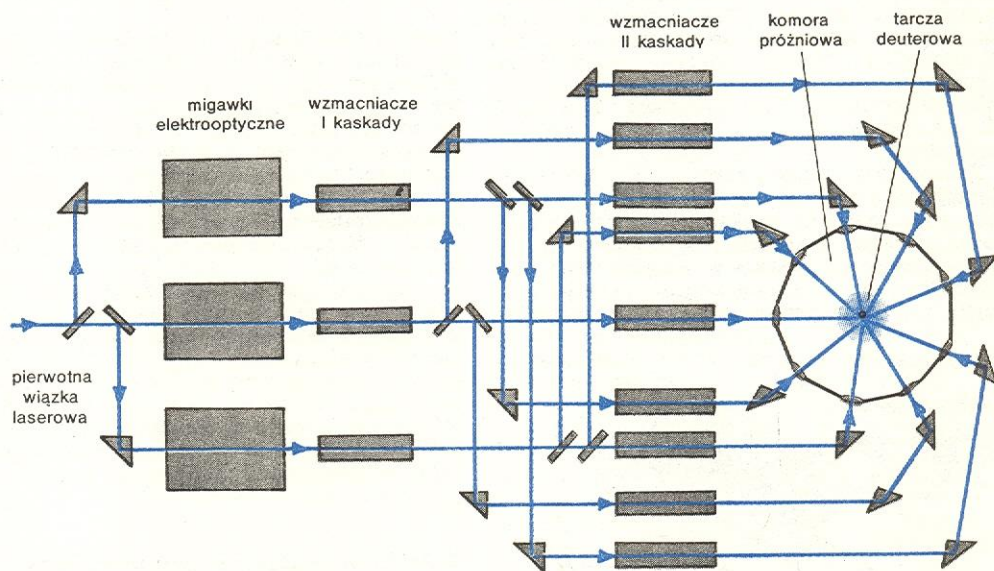 wzmacniacze
II kaskady
komora
próżniowa
tarcza
deuterowa
migawki
elektrooptyczne
wzmacniacze
I kaskady
pierwotna
wiązka
laserowa